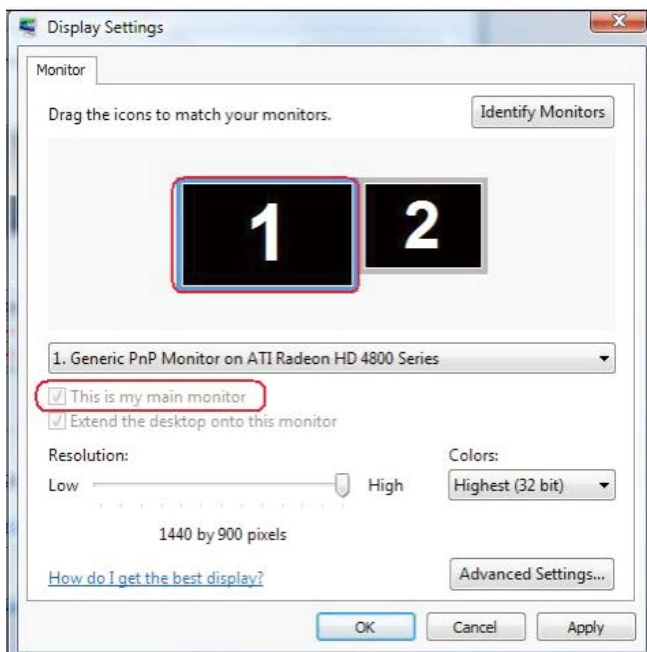 Display Settings
Monitor
Drag the icons to match your monitors.
Identify Monitors
1 2
1. Generic PnP Monitor on ATI Radeon HD 4800 Series
This is my main monitor
Extend the desktop onto this monitor
Resolution:
Colors:
Low High
Highest (32 bit)
1440 by 900 pixels
How do I get the best display?
Advanced Settings...
OK Cancel Apply